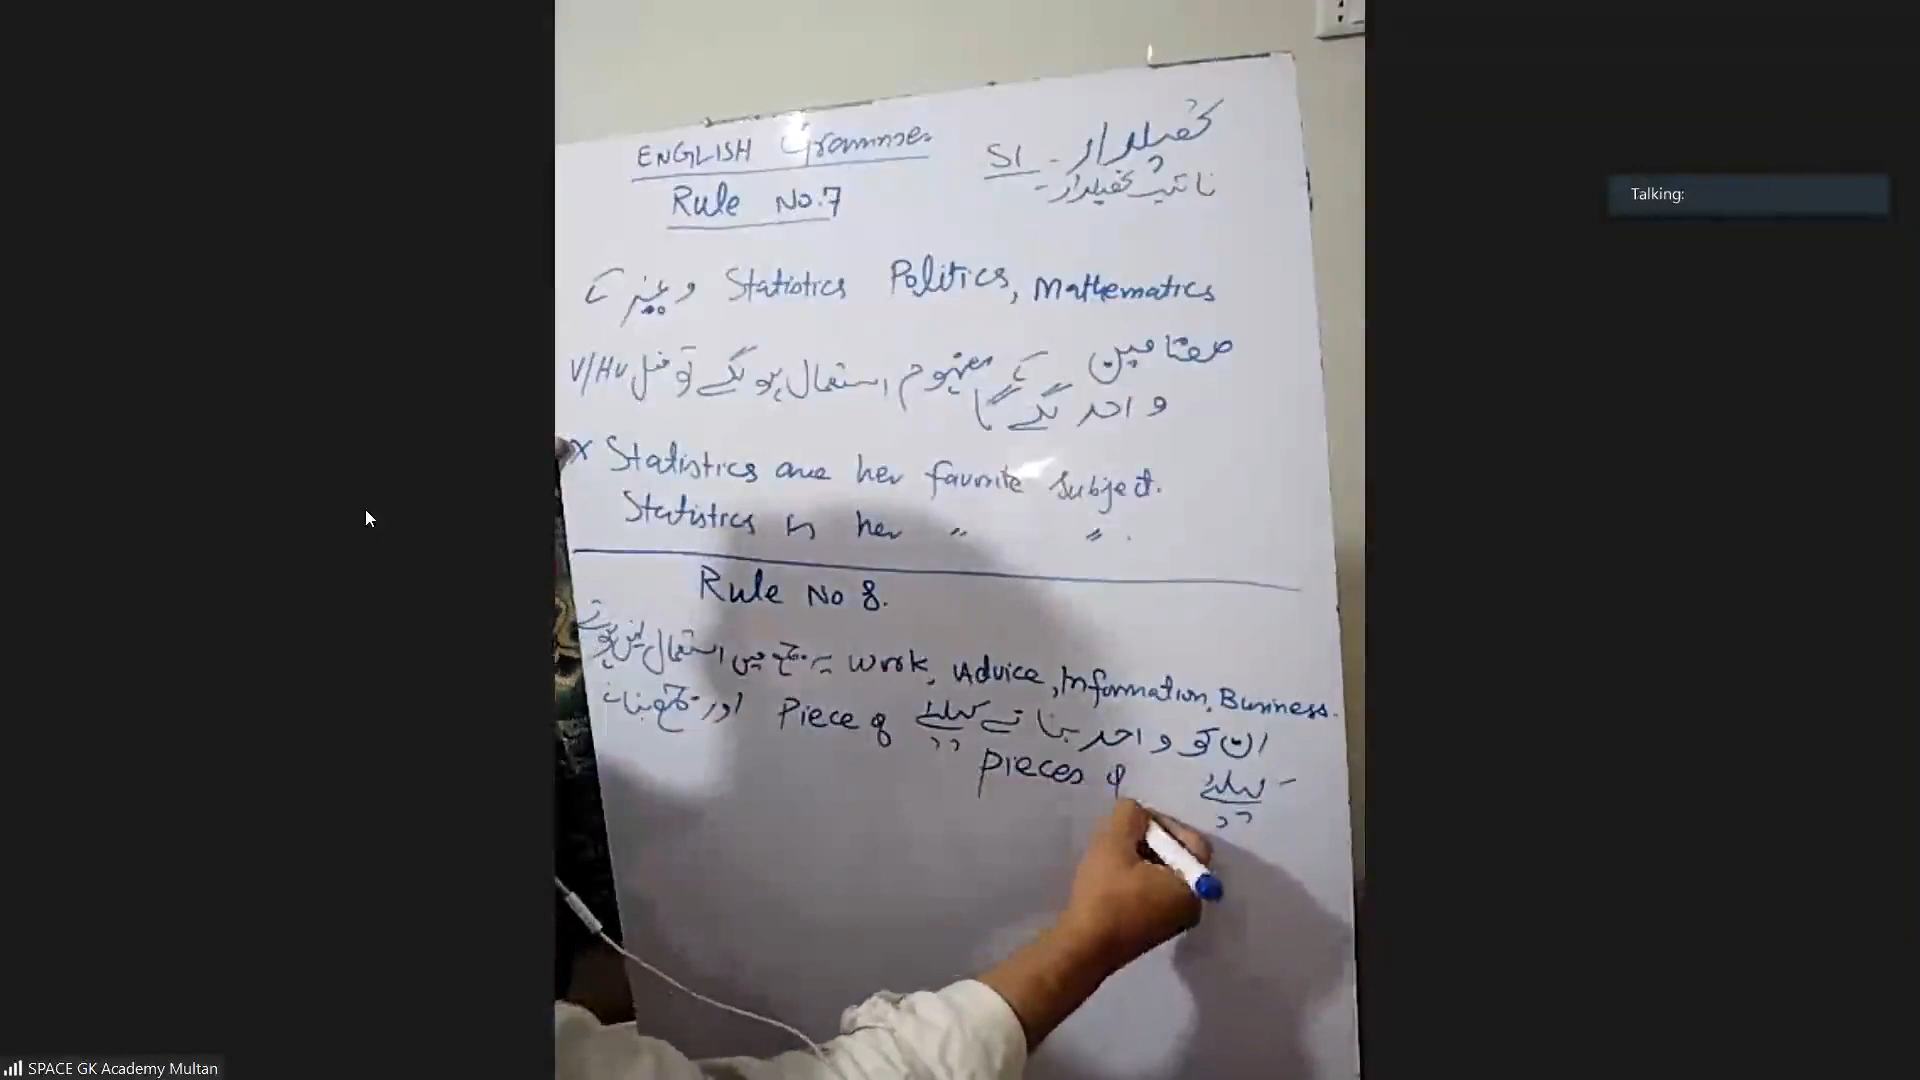 ENGLISH Grammar
SI - تحصیلدار
نائب تحصیلدار -
Rule No.7
Statistics Politics, Mathematics وغیرہ کے
مضامین کے مفہوم استعمال ہونگے تو فعل V/HV
واحد لگے گا
x Statistics are her favrite subject.
Statistics is her " " .
Rule No 8.
Work, Advice, Information, Business. یہ جمع میں استعمال نہیں ہوتے
ان کو واحد بنانے کیلئے Piece of اور جمع بنانے
کیلئے - pieces of
Talking:
SPACE GK Academy Multan